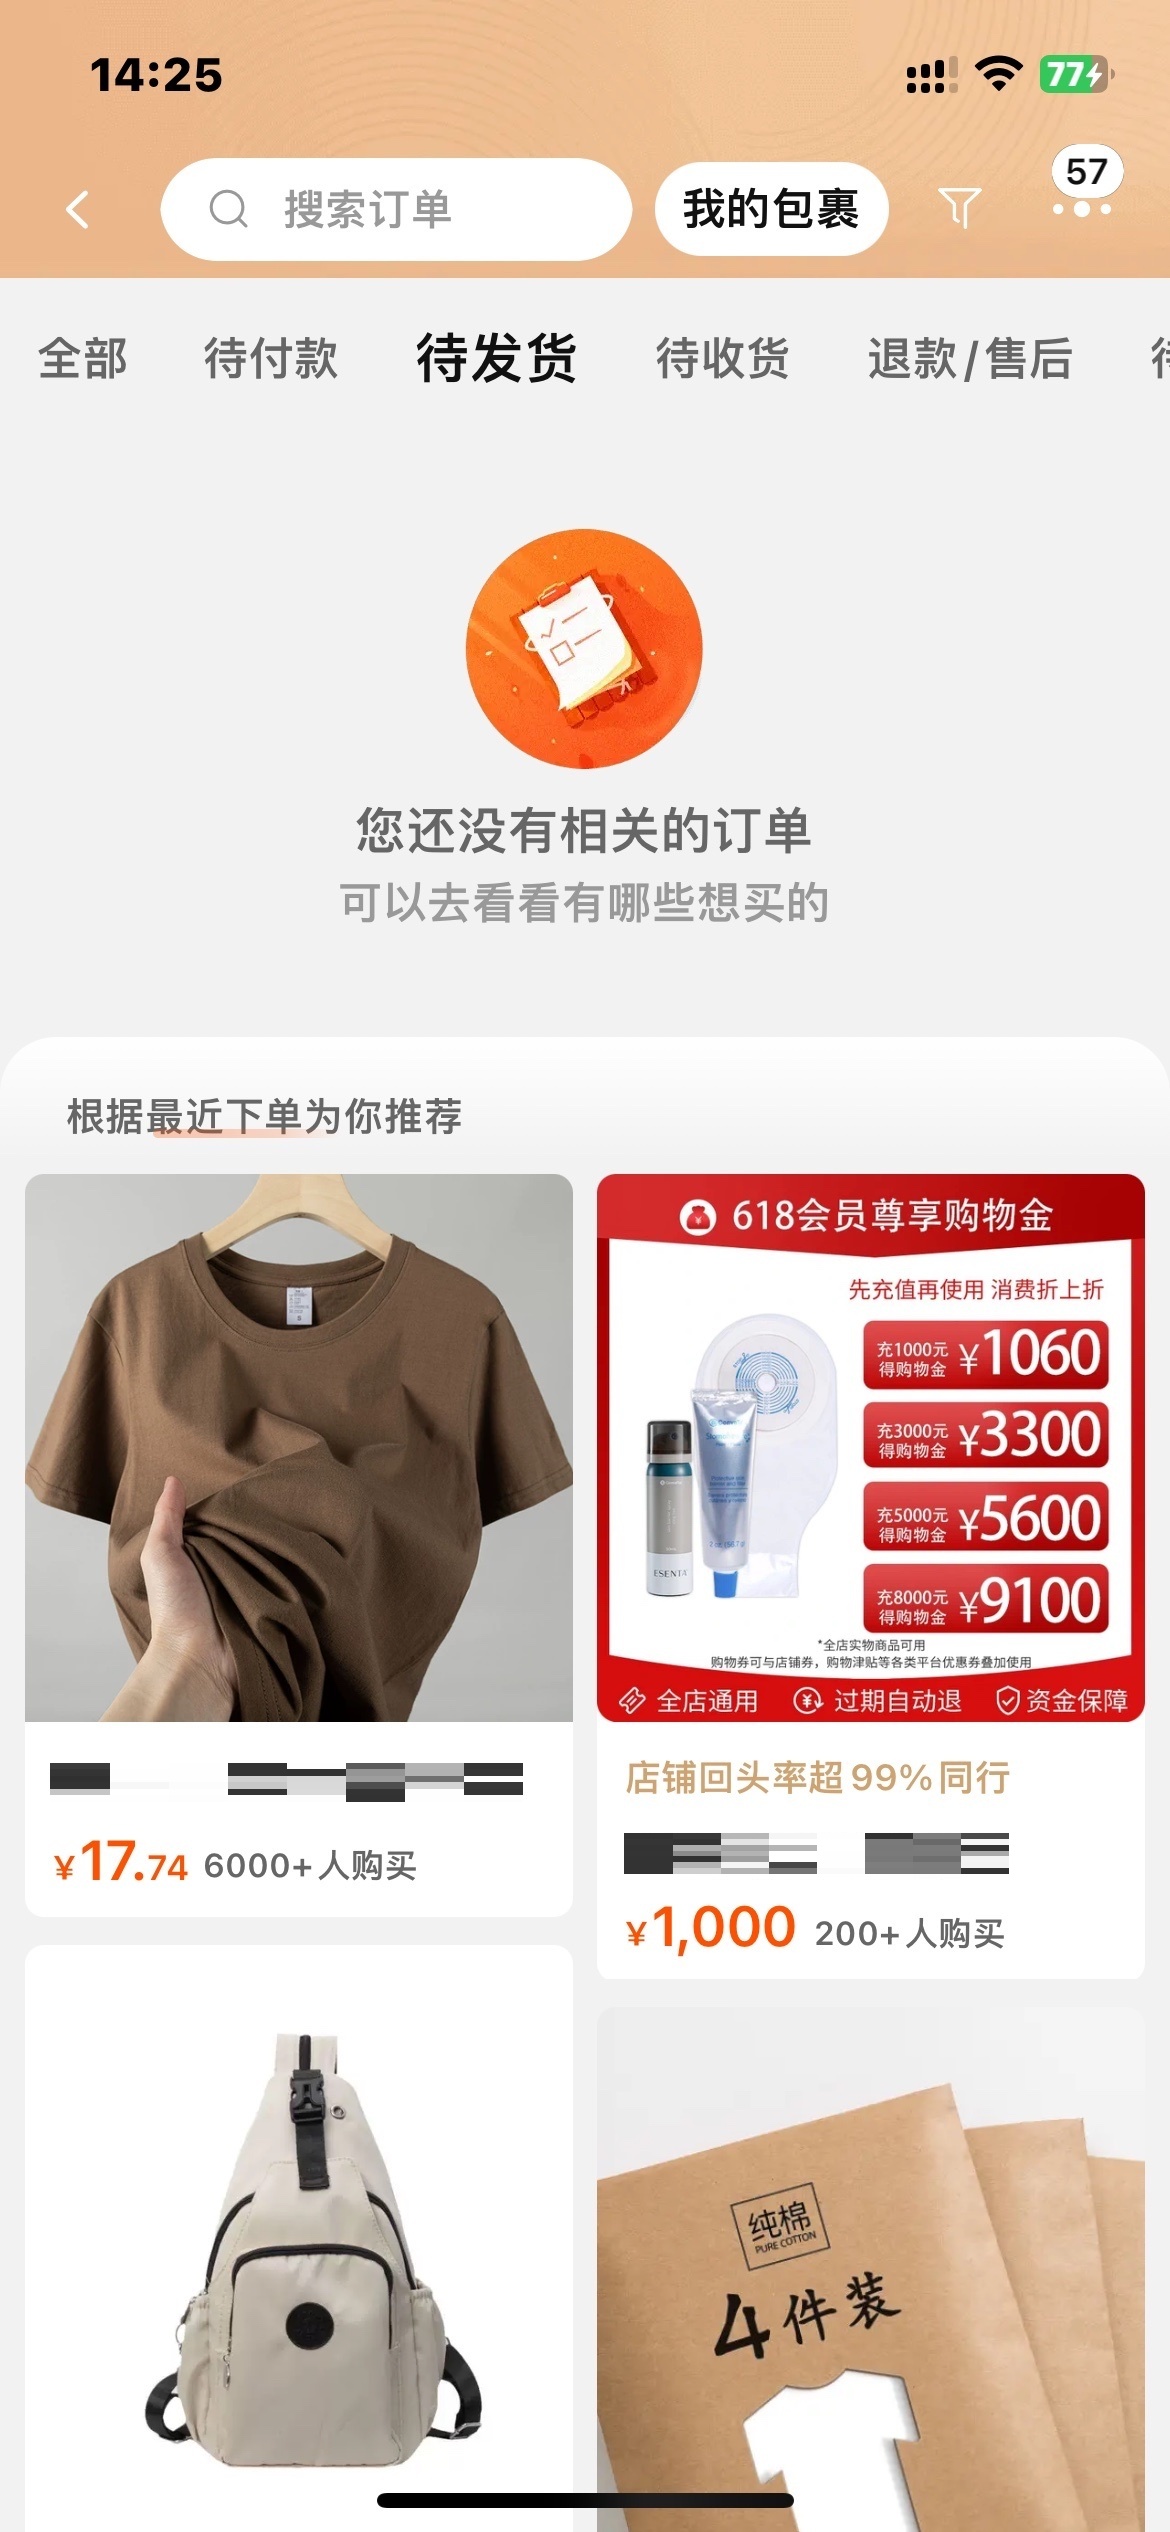 14:25
77
搜索订单
我的包裹
57
全部
待付款
待发货
待收货
退款/售后
您还没有相关的订单
可以去看看有哪些想买的
根据最近下单为你推荐
618会员尊享购物金
先充值再使用 消费折上折
充1000元
得购物金
¥1060
充3000元
得购物金
¥3300
充5000元
得购物金
¥5600
充8000元
得购物金
¥9100
ESENTA
*全店实物商品可用
购物券可与店铺券，购物津贴等各类平台优惠券叠加使用
全店通用
过期自动退
资金保障
¥17.74 6000+人购买
店铺回头率超99%同行
¥1,000 200+人购买
纯棉
PURE COTTON
4件装